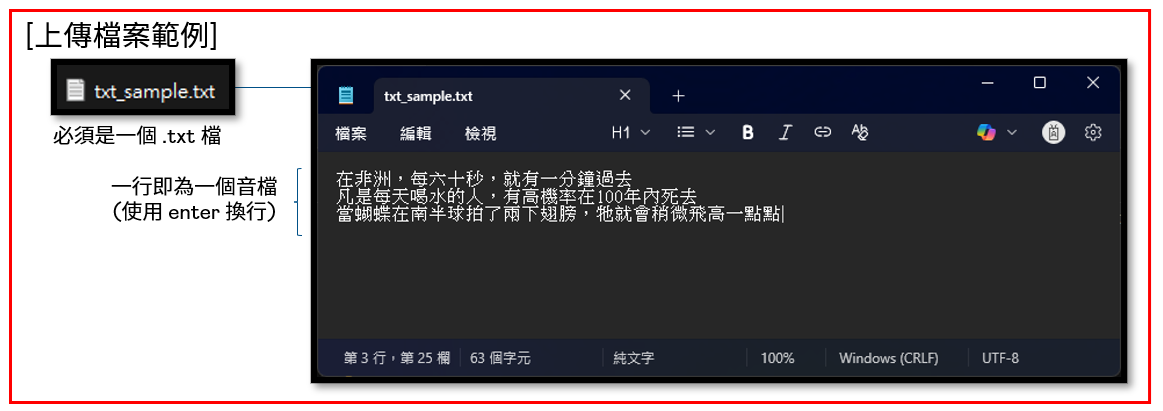 [上傳檔案範例]
txt_sample.txt
必須是一個 .txt 檔
一行即為一個音檔
(使用 enter 換行)
txt_sample.txt
檔案 編輯 檢視 H1 B I
在非洲，每六十秒，就有一分鐘過去
凡是每天喝水的人，有高機率在100年內死去
當蝴蝶在南半球拍了兩下翅膀，牠就會稍微飛高一點點
第 3 行，第 25 欄 63 個字元 純文字 100% Windows (CRLF) UTF-8